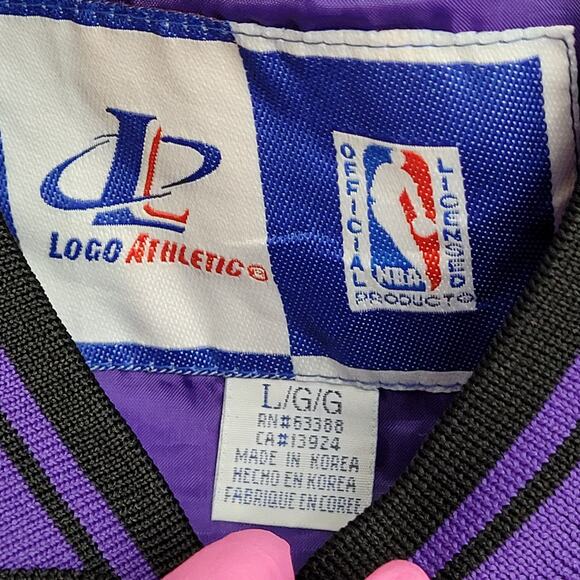 L
LOGO ATHLETIC®
OFFICIAL
LICENSED
NBA
PRODUCT®
L/G/G
RN#63388
CA#13924
MADE IN KOREA
HECHO EN KOREA
FABRIQUE EN COREE